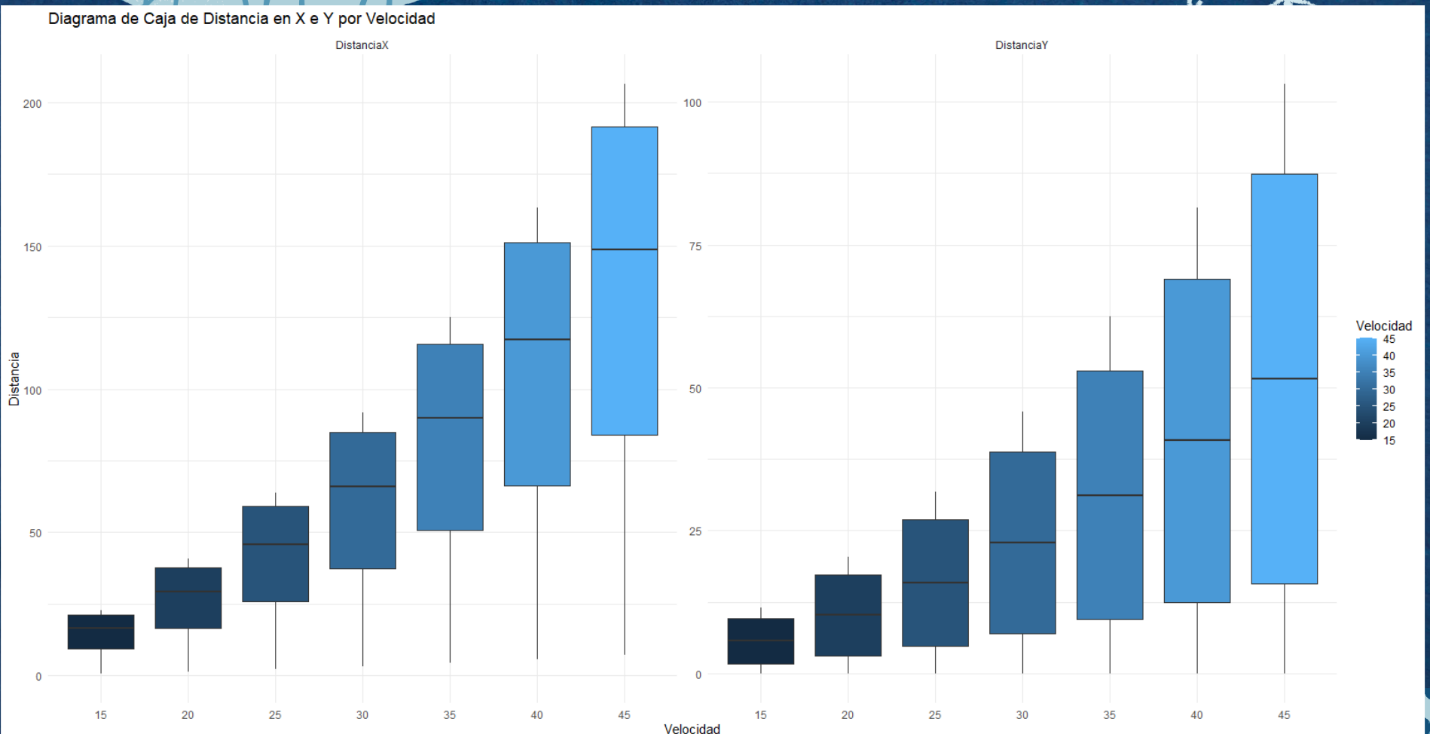 Diagrama de Caja de Distancia en X e Y por Velocidad
DistanciaX
DistanciaY
Distancia
200
150
100
50
0
100
75
50
25
0
15 20 25 30 35 40 45
15 20 25 30 35 40 45
Velocidad
Velocidad
45
40
35
30
25
20
15